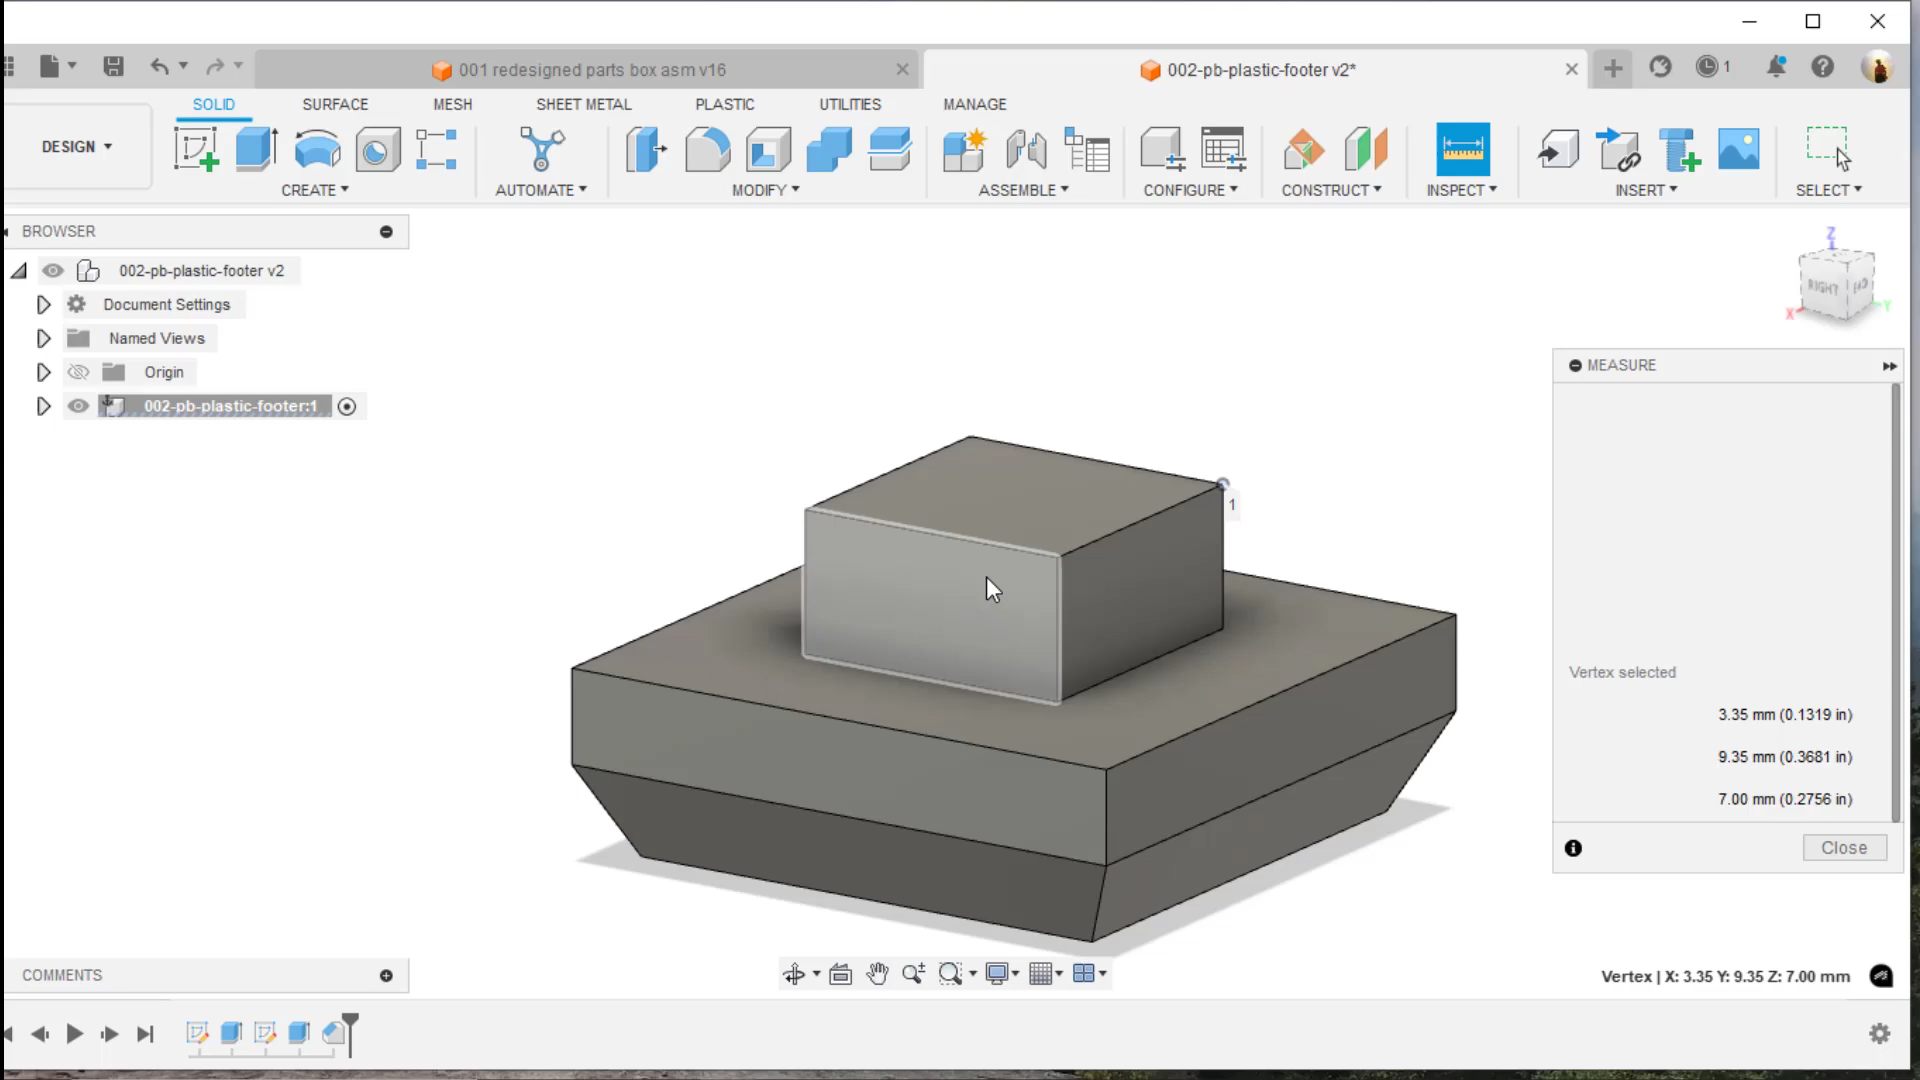 001 redesigned parts box asm v16
002-pb-plastic-footer v2*
1
SOLID
SURFACE
MESH
SHEET METAL
PLASTIC
UTILITIES
MANAGE
DESIGN
CREATE
AUTOMATE
MODIFY
ASSEMBLE
CONFIGURE
CONSTRUCT
INSPECT
INSERT
SELECT
BROWSER
002-pb-plastic-footer v2
Document Settings
Named Views
Origin
002-pb-plastic-footer:1
Z
RIGHT
X
Y
1
MEASURE
Vertex selected
3.35 mm (0.1319 in)
9.35 mm (0.3681 in)
7.00 mm (0.2756 in)
Close
COMMENTS
Vertex | X: 3.35 Y: 9.35 Z: 7.00 mm